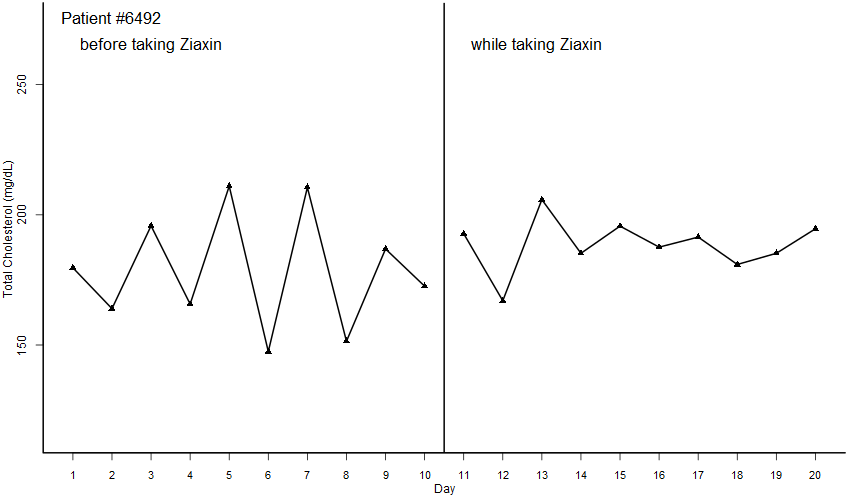 Patient #6492
before taking Ziaxin
while taking Ziaxin
Total Cholesterol (mg/dL)
250
200
150
1 2 3 4 5 6 7 8 9 10 11 12 13 14 15 16 17 18 19 20
Day